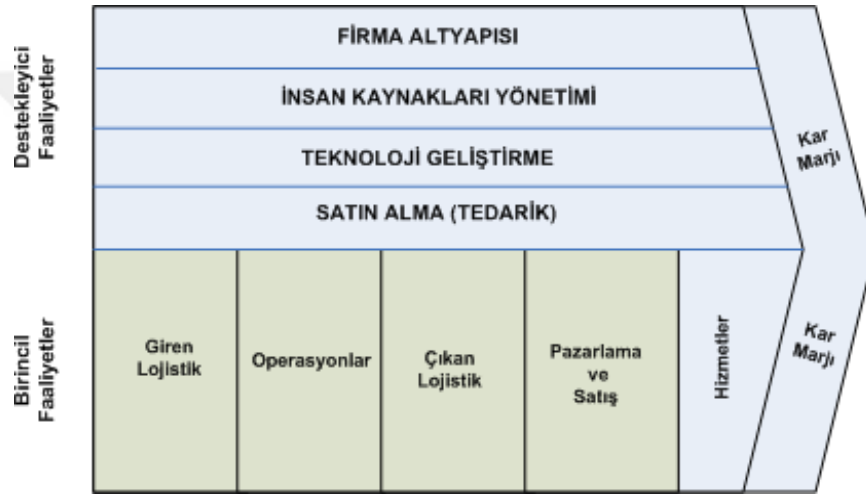 Destekleyici
Faaliyetler
FİRMA ALTYAPISI
İNSAN KAYNAKLARI YÖNETİMİ
TEKNOLOJİ GELİŞTİRME
SATIN ALMA (TEDARİK)
Kar
Marjı
Birincil
Faaliyetler
Giren
Lojistik
Operasyonlar
Çıkan
Lojistik
Pazarlama
ve
Satış
Hizmetler
Kar
Marjı